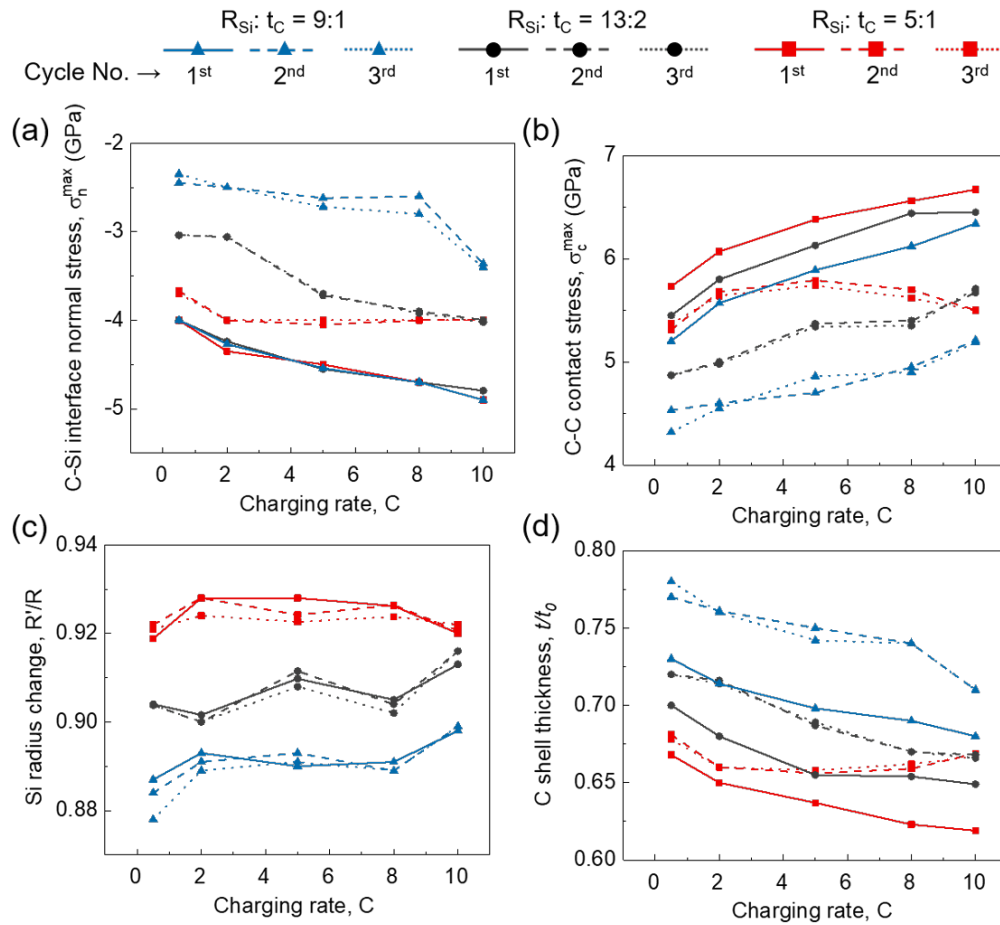 R_Si: t_C = 9:1
R_Si: t_C = 13:2
R_Si: t_C = 5:1
Cycle No. → 1st 2nd 3rd 1st 2nd 3rd 1st 2nd 3rd
(a)
C-Si interface normal stress, σ_n^max (GPa)
-2
-3
-4
-5
0 2 4 6 8 10
Charging rate, C
(b)
C-C contact stress, σ_c^max (GPa)
7
6
5
4
0 2 4 6 8 10
Charging rate, C
(c)
Si radius change, R'/R
0.94
0.92
0.90
0.88
0 2 4 6 8 10
Charging rate, C
(d)
C shell thickness, t/t_0
0.80
0.75
0.70
0.65
0.60
0 2 4 6 8 10
Charging rate, C